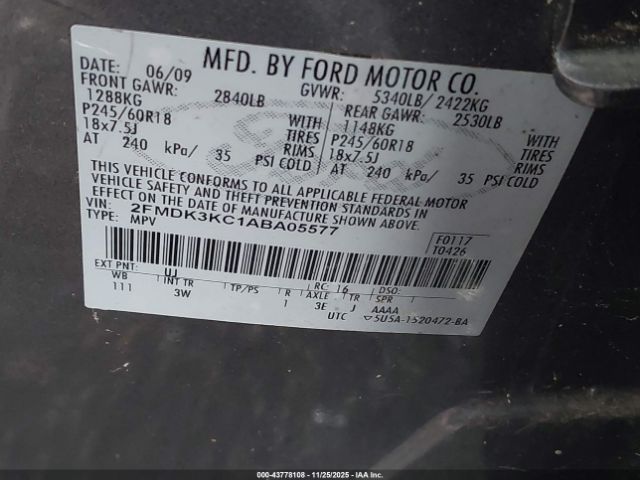 MFD. BY FORD MOTOR CO.
DATE: 06/09 GVWR: 5340LB/ 2422KG
FRONT GAWR: 2840LB REAR GAWR: 2530LB
1288KG WITH 1148KG WITH
P245/60R18 TIRES P245/60R18 TIRES
18x7.5J RIMS 18x7.5J RIMS
AT 240 kPa/ 35 PSI COLD AT 240 kPa/ 35 PSI COLD
THIS VEHICLE CONFORMS TO ALL APPLICABLE FEDERAL MOTOR
VEHICLE SAFETY AND THEFT PREVENTION STANDARDS IN
EFFECT ON THE DATE OF MANUFACTURE SHOWN ABOVE.
VIN: 2FMDK3KC1ABA05577
TYPE: MPV
F0117
T0426
EXT PNT: UJ RC: 16 DSO:
WB INT TR TP/PS R AXLE TR SPR
111 3W 1 3E J AAAA
UTC 5U5A-1520472-BA
Ford
000-43778108 - 11/25/2025 - IAA Inc.